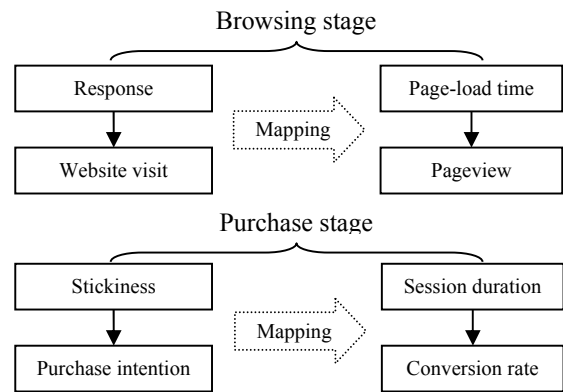 Browsing stage
Response
Page-load time
Mapping
Website visit
Pageview
Purchase stage
Stickiness
Session duration
Mapping
Purchase intention
Conversion rate